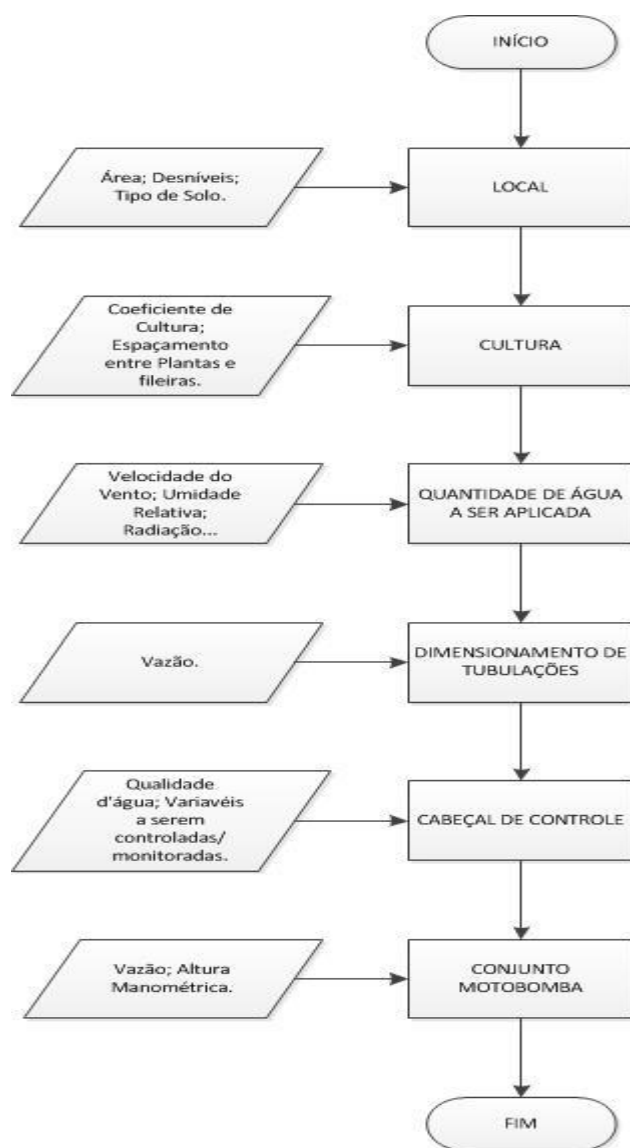 INÍCIO
Área; Desníveis;
Tipo de Solo.
LOCAL
Coeficiente de
Cultura;
Espaçamento
entre Plantas e
fileiras.
CULTURA
Velocidade do
Vento; Umidade
Relativa;
Radiação...
QUANTIDADE DE ÁGUA
A SER APLICADA
Vazão.
DIMENSIONAMENTO DE
TUBULAÇÕES
Qualidade
d'água; Variavéis
a serem
controladas/
monitoradas.
CABEÇAL DE CONTROLE
Vazão; Altura
Manométrica.
CONJUNTO
MOTOBOMBA
FIM